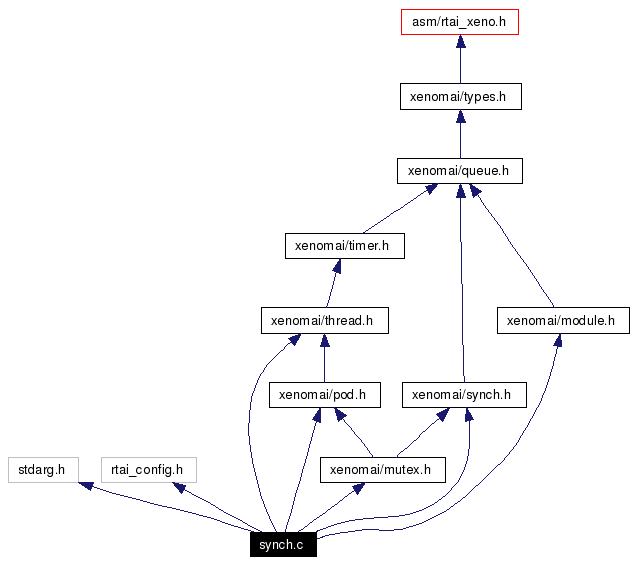 asm/rtai_xeno.h
xenomai/types.h
xenomai/queue.h
xenomai/timer.h
xenomai/thread.h
xenomai/module.h
xenomai/pod.h
xenomai/synch.h
stdarg.h
rtai_config.h
xenomai/mutex.h
synch.c